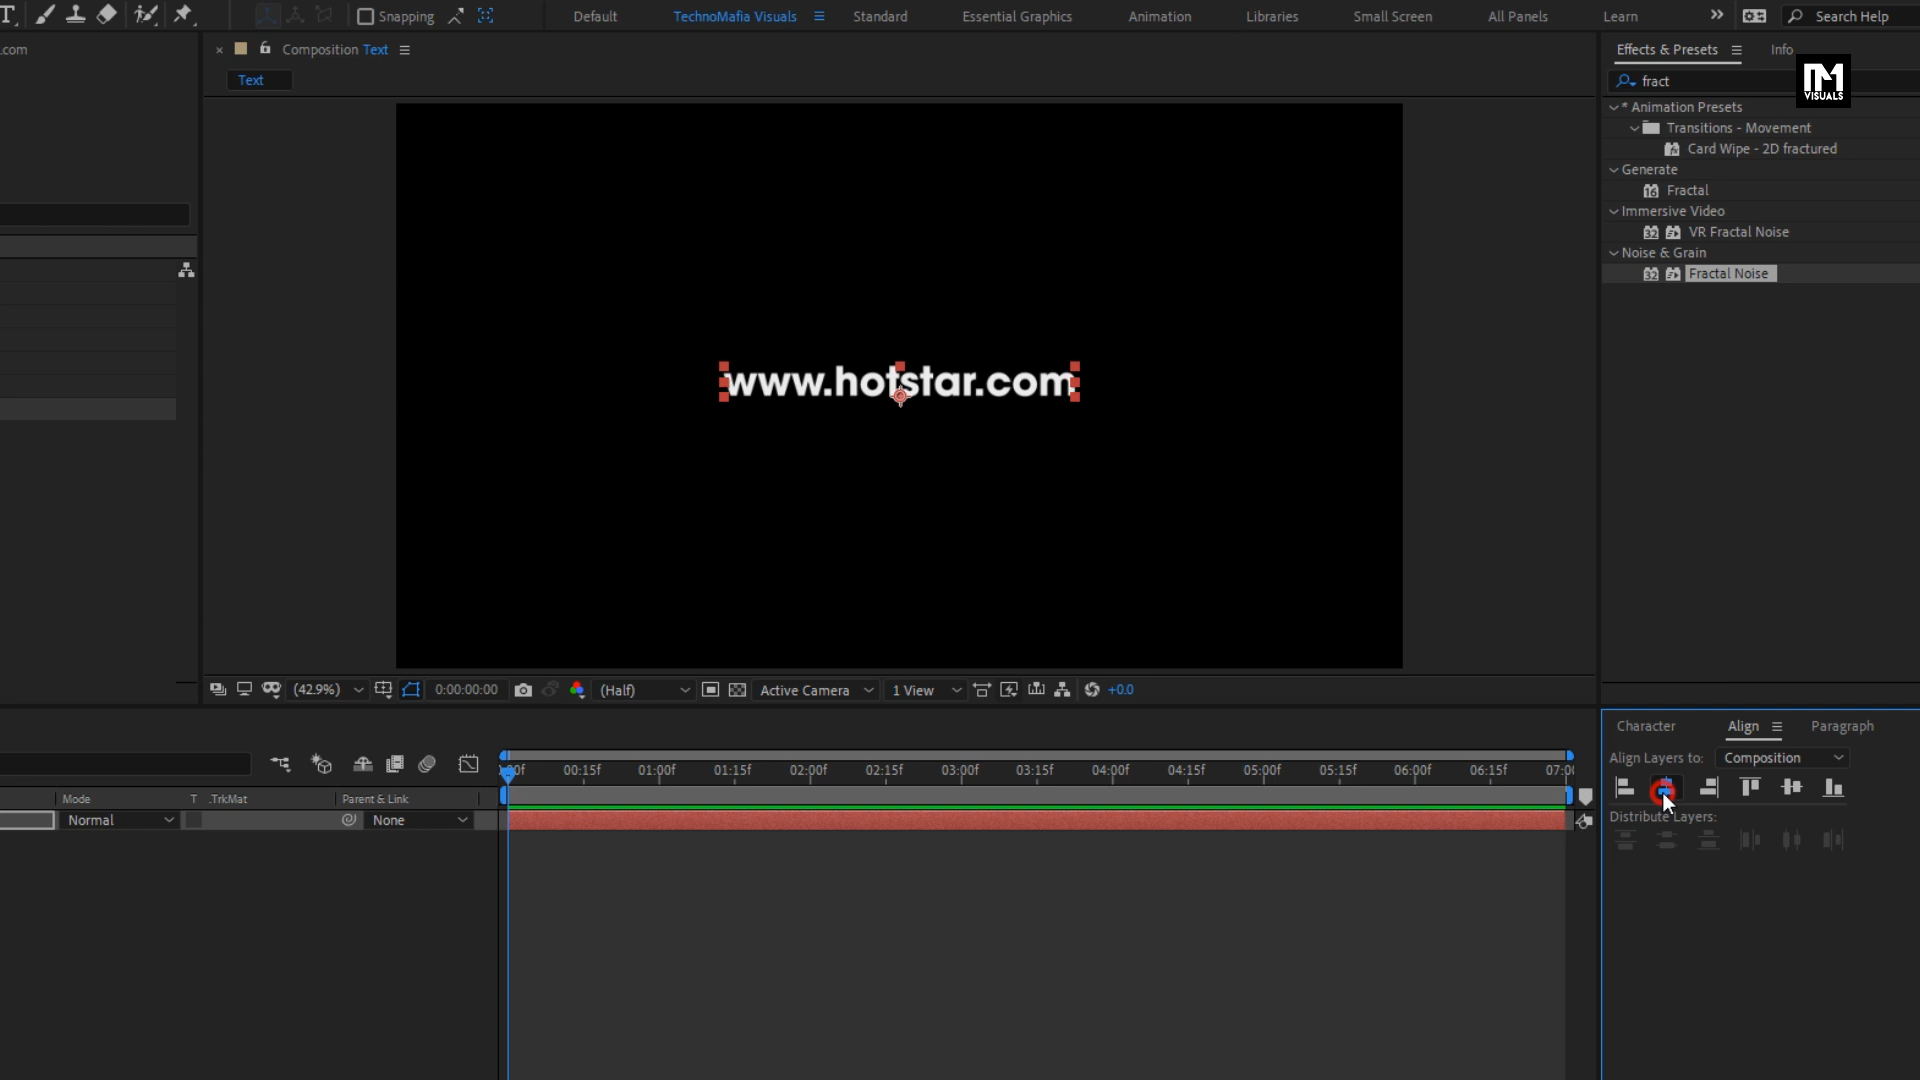 Snapping
Default
TechnoMafia Visuals
Standard
Essential Graphics
Animation
Libraries
Small Screen
All Panels
Learn
Search Help
.com
Composition Text
Text
Effects & Presets
Info
fract
VISUALS
* Animation Presets
Transitions - Movement
Card Wipe - 2D fractured
Generate
16 Fractal
Immersive Video
32 VR Fractal Noise
Noise & Grain
32 Fractal Noise
www.hotstar.com
(42.9%)
0:00:00:00
(Half)
Active Camera
1 View
+0.0
Character
Align
Paragraph
Align Layers to:
Composition
Distribute Layers:
00:15f
01:00f
01:15f
02:00f
02:15f
03:00f
03:15f
04:00f
04:15f
05:00f
05:15f
06:00f
06:15f
Mode
T
.TrkMat
Parent & Link
Normal
None